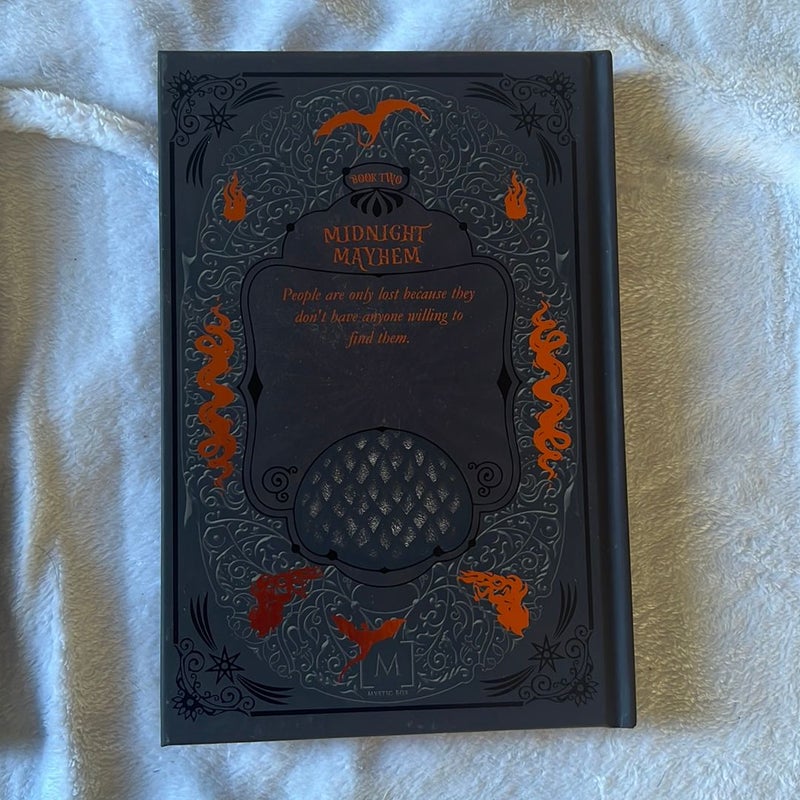 BOOK TWO
MIDNIGHT
MAYHEM
People are only lost because they
don't have anyone willing to
find them.
M
MYSTIC BOX